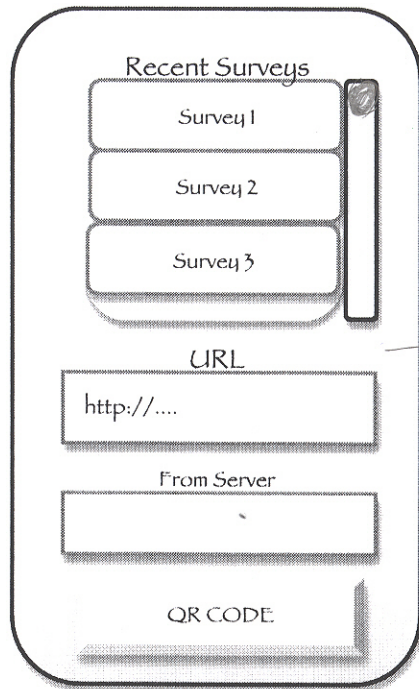 Recent Surveys
Survey 1
Survey 2
Survey 3
URL
http://....
From Server
QR CODE